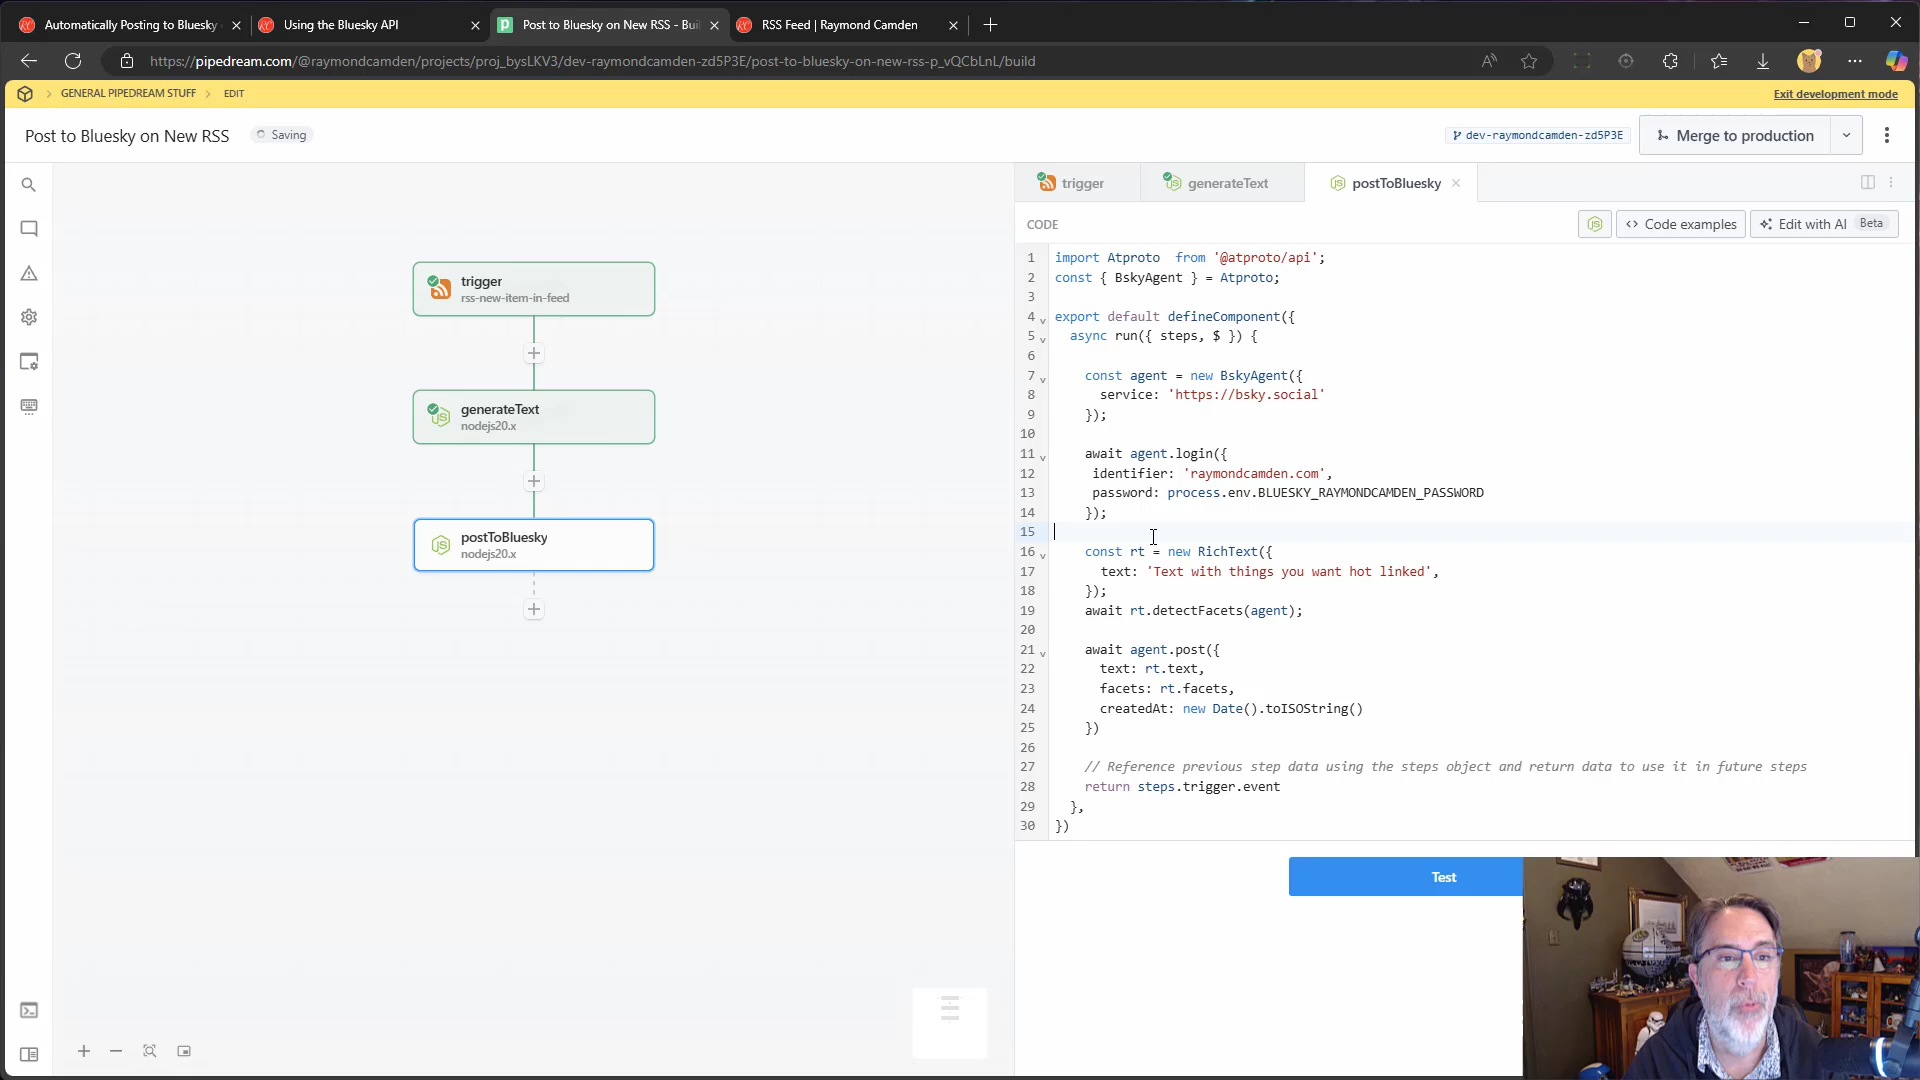 Automatically Posting to Bluesky
Using the Bluesky API
Post to Bluesky on New RSS - Bui
RSS Feed | Raymond Camden
https://pipedream.com/@raymondcamden/projects/proj_bysLKV3/dev-raymondcamden-zd5P3E/post-to-bluesky-on-new-rss-p_vQCbLnL/build
GENERAL PIPEDREAM STUFF > EDIT
Exit development mode
Post to Bluesky on New RSS
Saving
dev-raymondcamden-zd5P3E
Merge to production
trigger
generateText
postToBluesky
CODE
Code examples
Edit with AI Beta
trigger
rss-new-item-in-feed
generateText
nodejs20.x
postToBluesky
nodejs20.x
1 import Atproto  from '@atproto/api';
2 const { BskyAgent } = Atproto;
3
4 export default defineComponent({
5   async run({ steps, $ }) {
6
7     const agent = new BskyAgent({
8       service: 'https://bsky.social'
9     });
10
11     await agent.login({
12      identifier: 'raymondcamden.com',
13      password: process.env.BLUESKY_RAYMONDCAMDEN_PASSWORD
14     });
15
16     const rt = new RichText({
17       text: 'Text with things you want hot linked',
18     });
19     await rt.detectFacets(agent);
20
21     await agent.post({
22       text: rt.text,
23       facets: rt.facets,
24       createdAt: new Date().toISOString()
25     })
26
27     // Reference previous step data using the steps object and return data to use it in future steps
28     return steps.trigger.event
29   },
30 })
Test